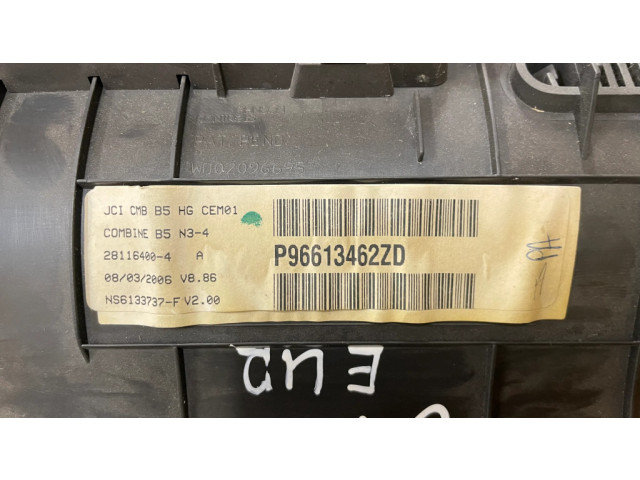 JCI CMB B5 HG CEM01
COMBINE B5 N3-4
28116400-4 A
08/03/2006 V8.86
NS6133737-F V2.00
P96613462ZD
EUR